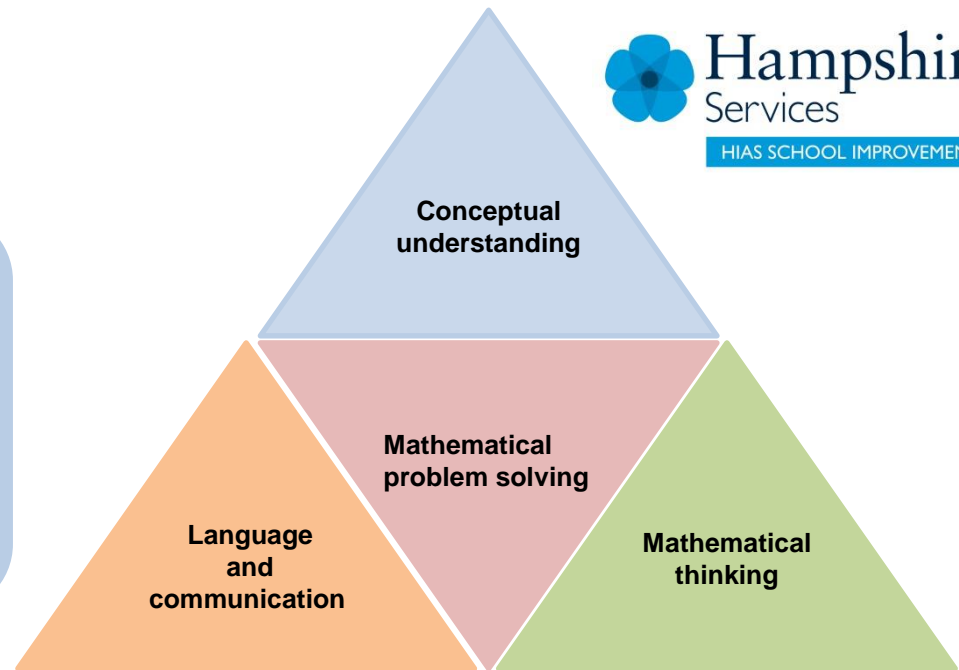 Hampshir
Services
HIAS SCHOOL IMPROVEMEN
Conceptual
understanding
Mathematical
problem solving
Language
and
communication
Mathematical
thinking